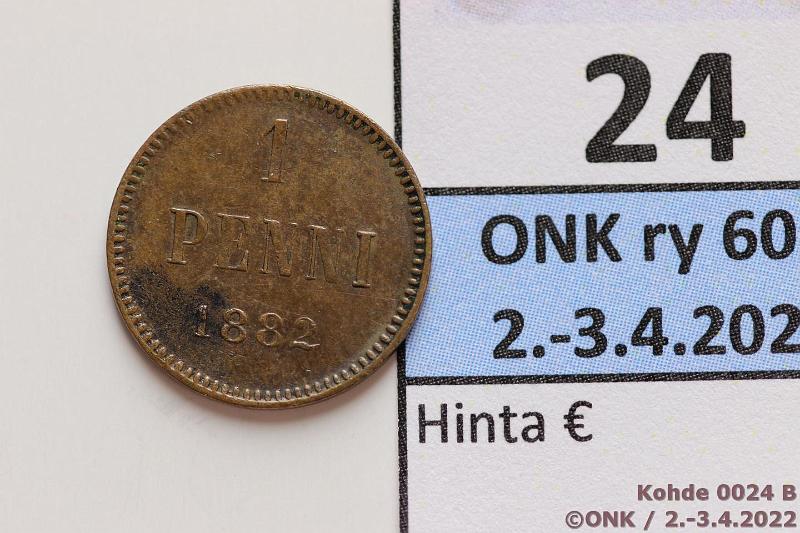 1
PENNI
1882
24
ONK ry 60
2.-3.4.202
Hinta €
Kohde 0024 B
©ONK / 2.-3.4.2022